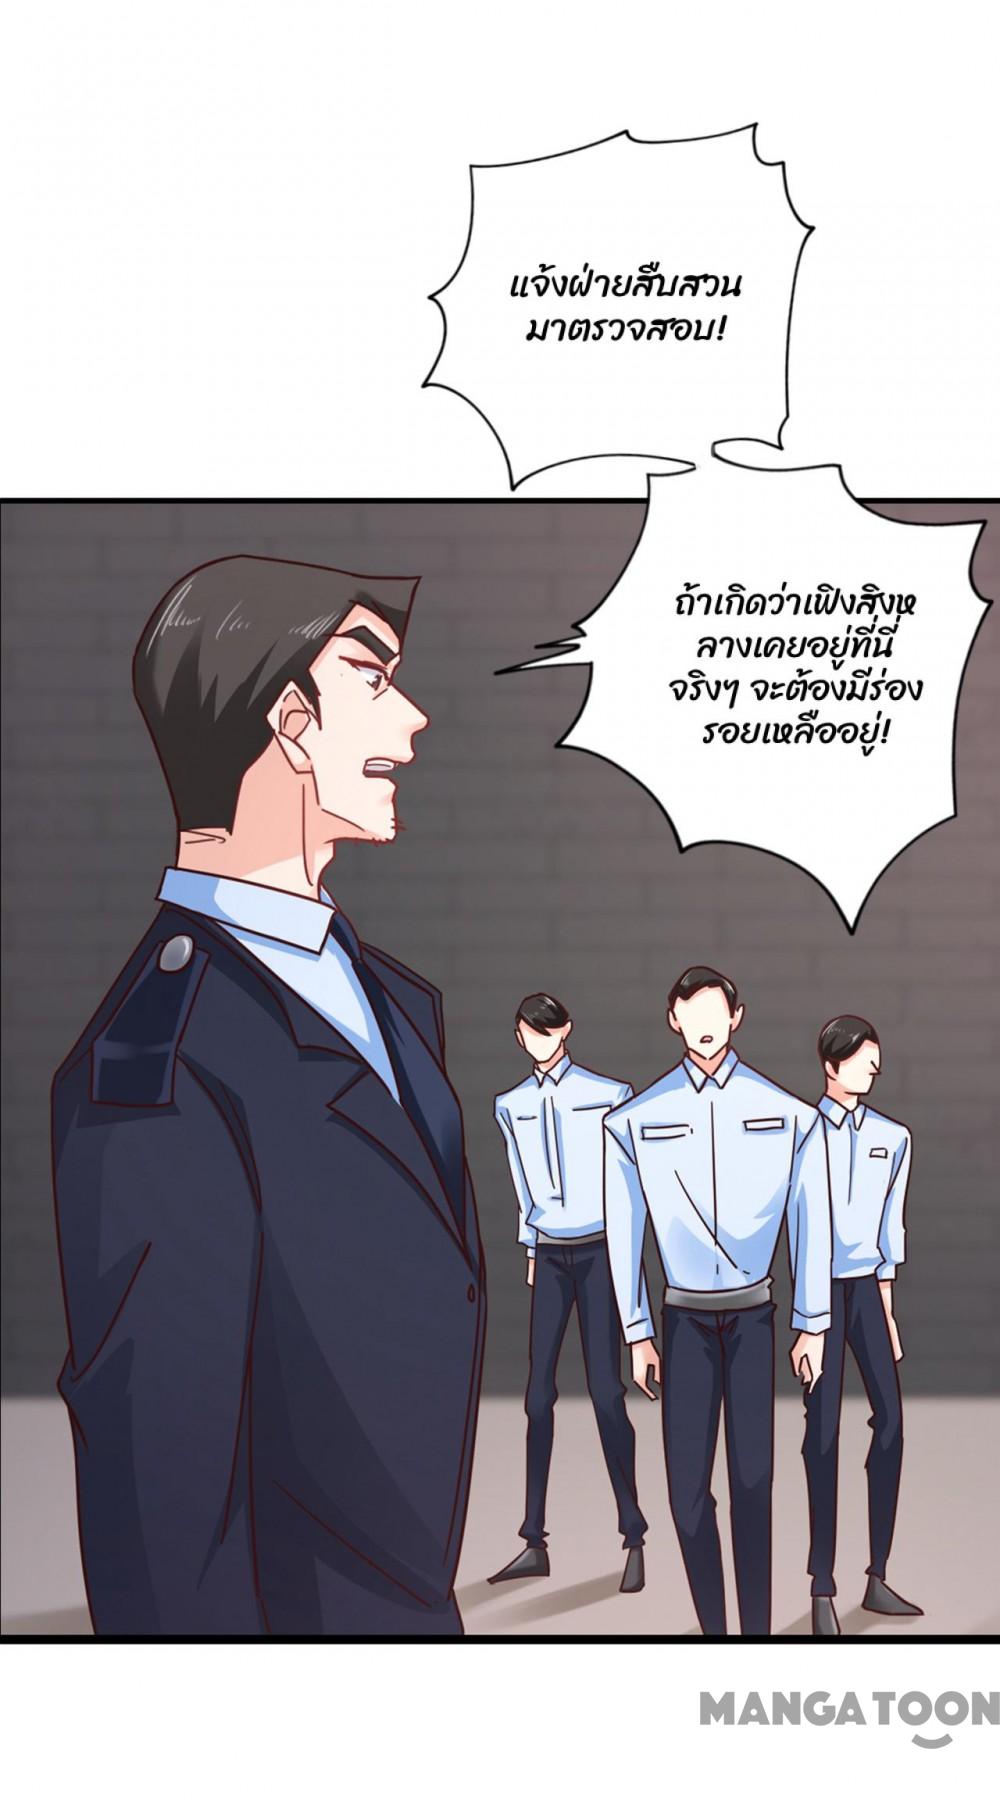 แจ้งฝ่ายสืบสวน
มาตรวจสอบ!
ถ้าเกิดว่าเฟิงสิงห
ลางเคยอยู่ที่นี่
จริงๆ จะต้องมีร่อง
รอยเหลืออยู่!
MANGATOON